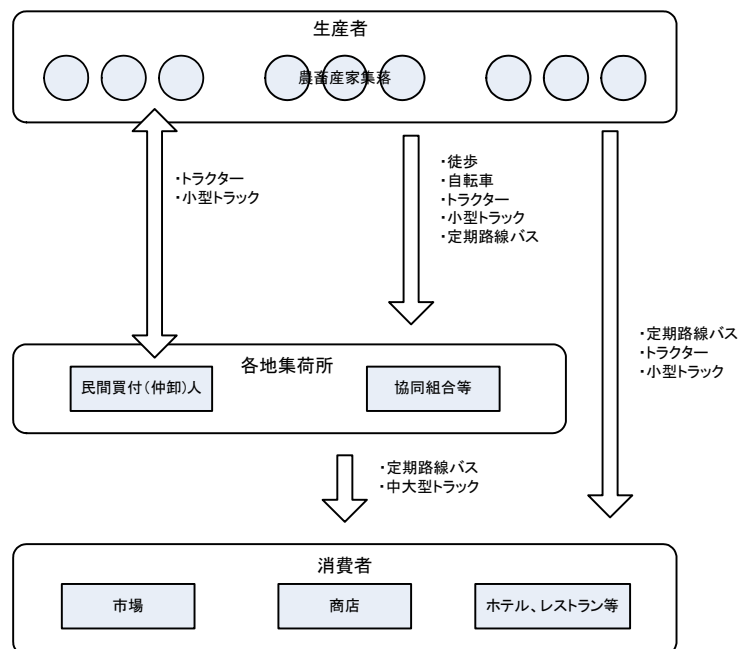 生産者
農畜産家集落
・トラクター
・小型トラック
・徒歩
・自転車
・トラクター
・小型トラック
・定期路線バス
・定期路線バス
・トラクター
・小型トラック
各地集荷所
民間買付（仲卸）人
協同組合等
・定期路線バス
・中大型トラック
消費者
市場
商店
ホテル、レストラン等